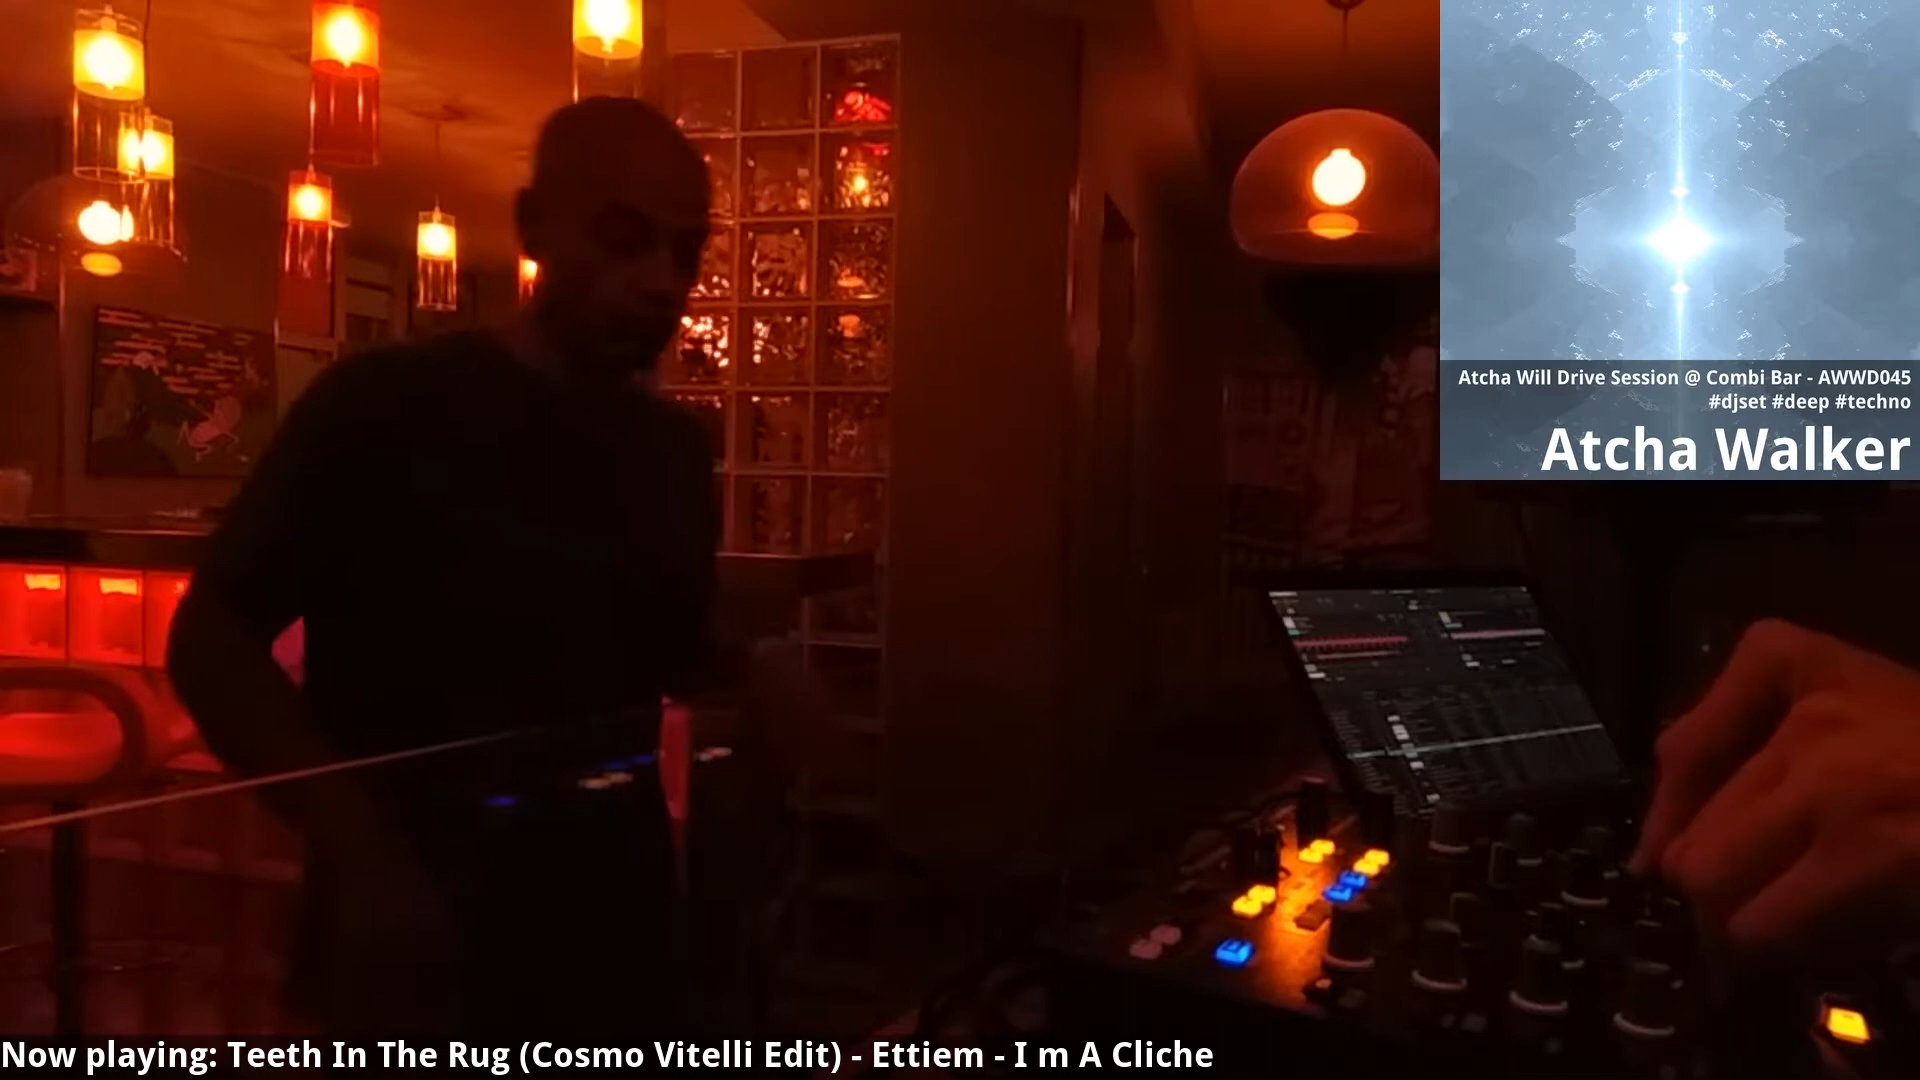 Atcha Will Drive Session @ Combi Bar - AWWD045
#djset #deep #techno
Atcha Walker
Now playing: Teeth In The Rug (Cosmo Vitelli Edit) - Ettiem - I m A Cliche